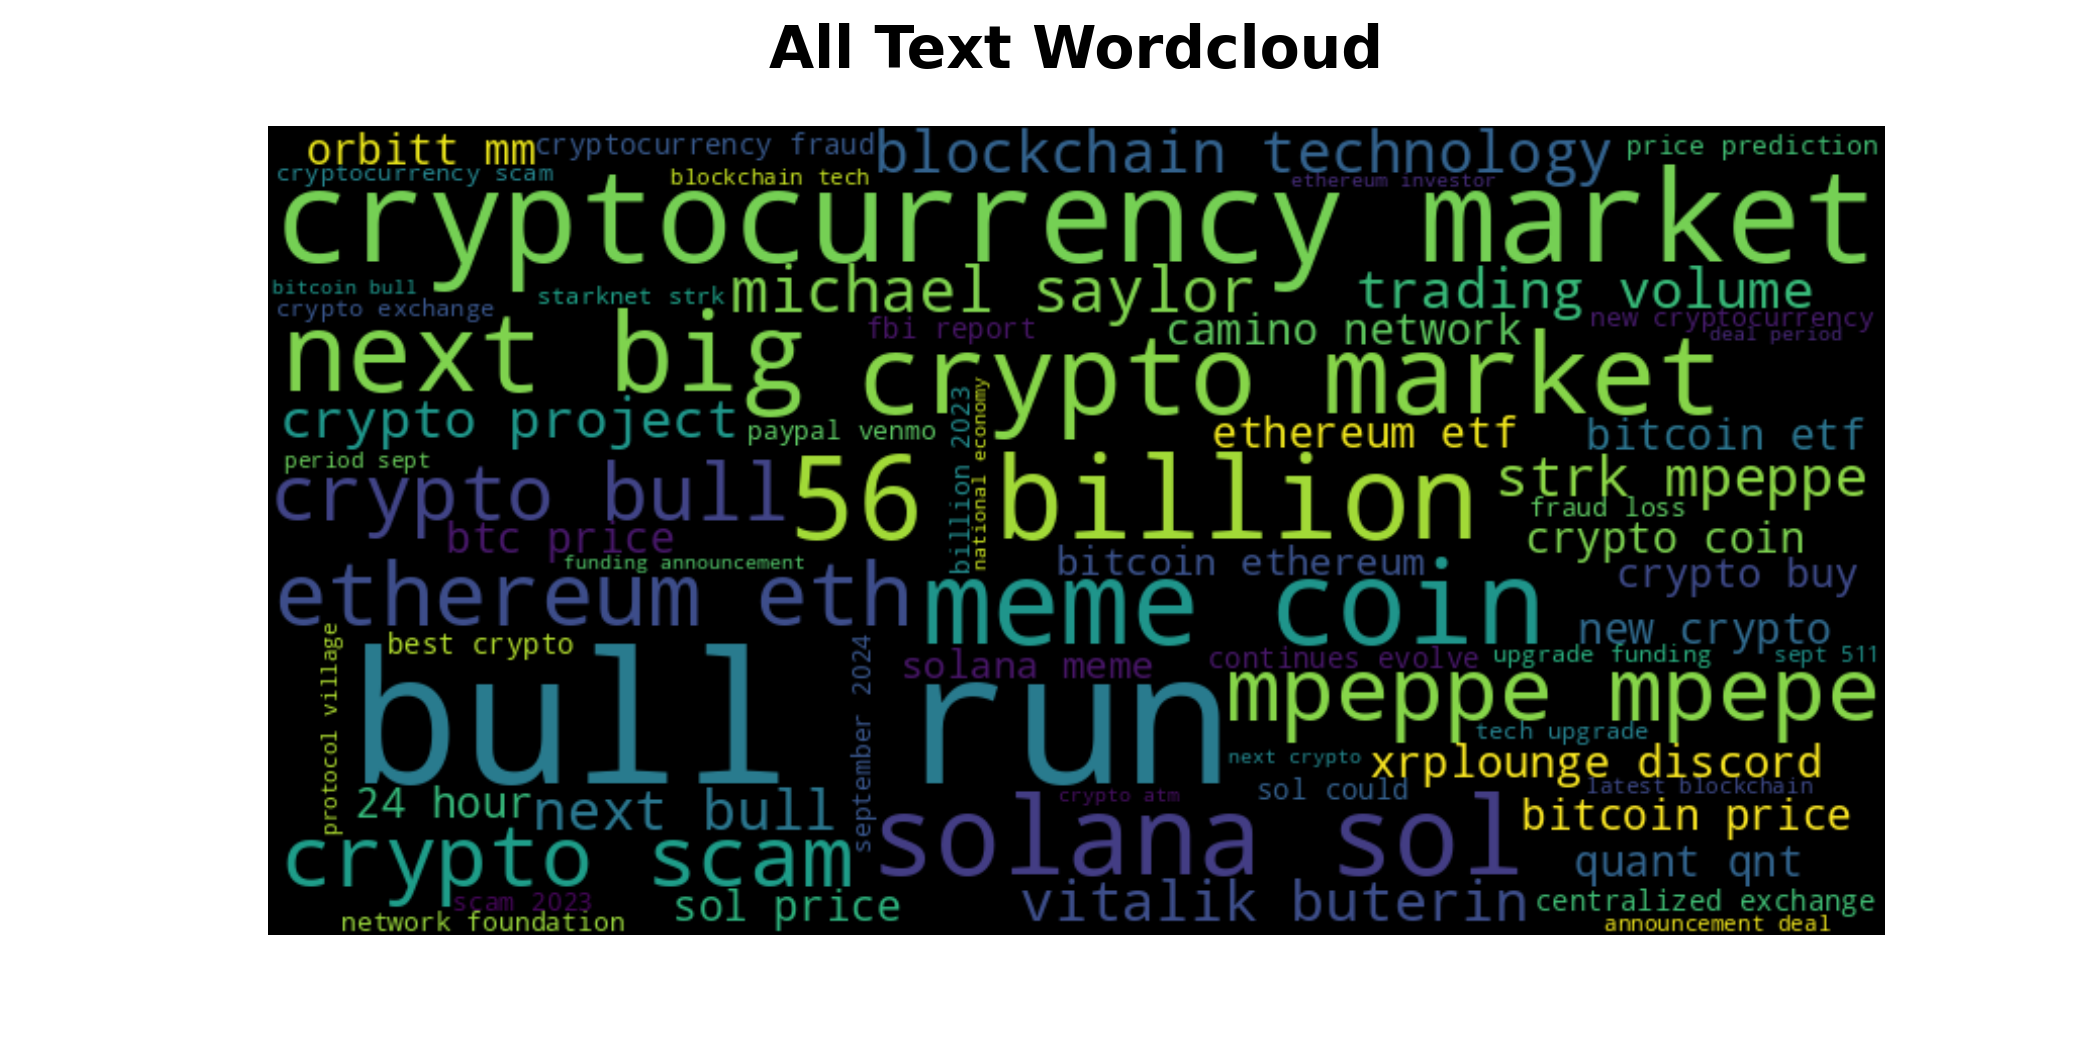 All Text Wordcloud
orbitt mm
cryptocurrency fraud
blockchain technology
price prediction
cryptocurrency scam
blockchain tech
ethereum investor
cryptocurrency market
bitcoin bull
crypto exchange
starknet strk
michael saylor
trading volume
next big
fbi report
camino network
new cryptocurrency
deal period
crypto market
crypto project
paypal venmo
billion 2023
national economy
ethereum etf
bitcoin etf
period sept
crypto bull
56 billion
strk mpeppe
fraud loss
crypto coin
btc price
funding announcement
bitcoin ethereum
crypto buy
ethereum eth
meme coin
new crypto
protocol village
best crypto
september 2024
solana meme
continues evolve
upgrade funding
sept 511
bull run
mpeppe mpepe
tech upgrade
next crypto
xrplounge discord
24 hour
next bull
crypto atm
sol could
latest blockchain
solana sol
bitcoin price
crypto scam
quant qnt
scam 2023
sol price
vitalik buterin
centralized exchange
network foundation
announcement deal